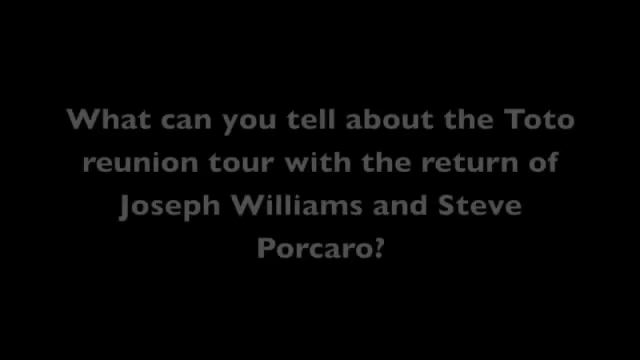 What can you tell about the Toto
reunion tour with the return of
Joseph Williams and Steve
Porcaro?